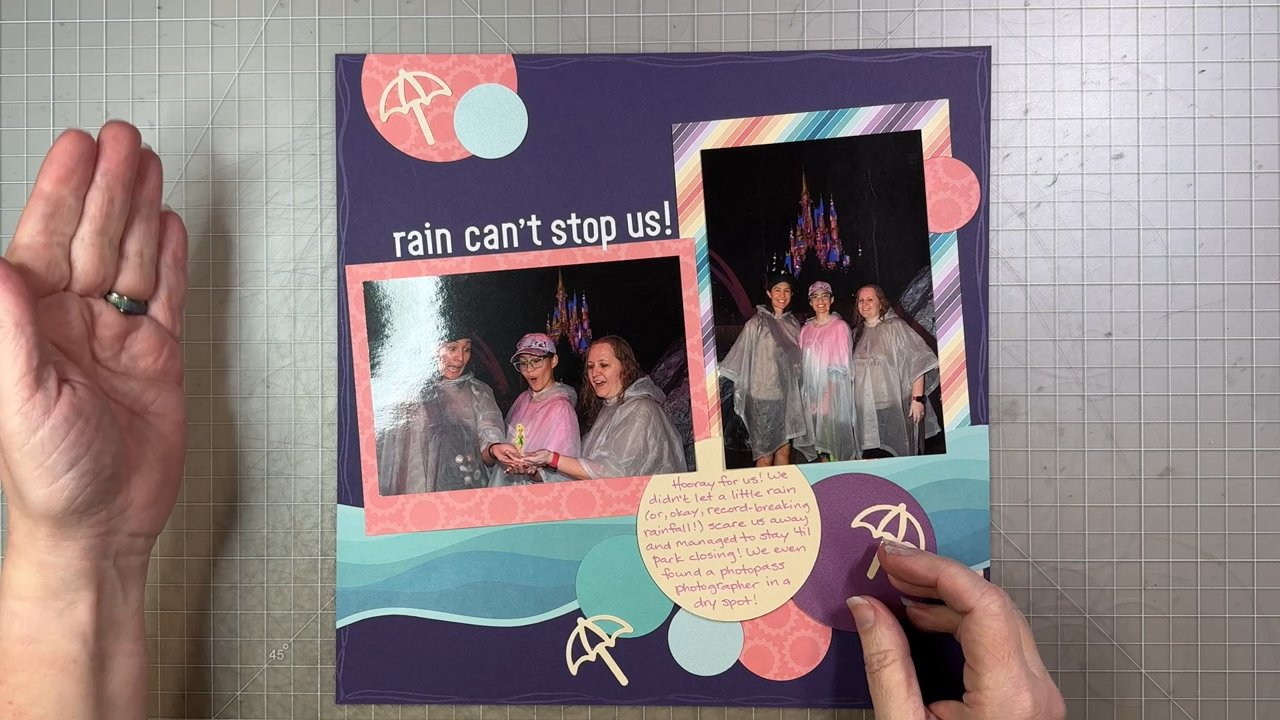 rain can't stop us!
Hooray for us! We
didn't let a little rain
(or, okay, record-breaking
rainfall!) scare us away
and managed to stay 'til
park closing! We even
found a photopass
photographer in a
dry spot!
45°